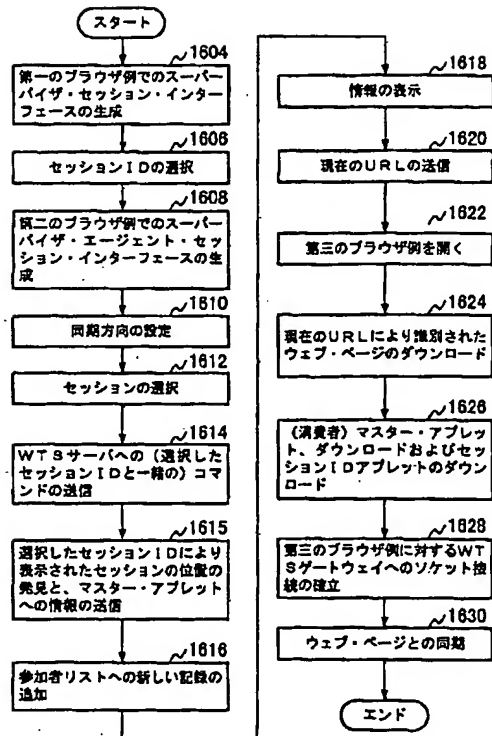 スタート
1604
第一のブラウザ例でのスーパー
バイザ・セッション・インター
フェースの生成
1606
セッションIDの選択
1608
第二のブラウザ例でのスーパー
バイザ・エージェント・セッシ
ョン・インターフェースの生
成
1610
同期方向の設定
1612
セッションの選択
1614
WTSサーバへの（選択した
セッションIDと一緒の）コマ
ンドの送信
1615
選択したセッションIDにより
表示されたセッションの位置の
発見と、マスター・アプレット
への情報の送信
1616
参加者リストへの新しい記録の
追加
1618
情報の表示
1620
現在のURLの送信
1622
第三のブラウザ例を開く
1624
現在のURLにより識別された
ウェブ・ページのダウンロード
1626
（消費者）マスター・アプレッ
ト、ダウンロードおよびセッシ
ョンIDアプレットのダウンロ
ード
1628
第三のブラウザ例に対するWT
Sゲートウェイへのソケット接
続の確立
1630
ウェブ・ページとの同期
エンド